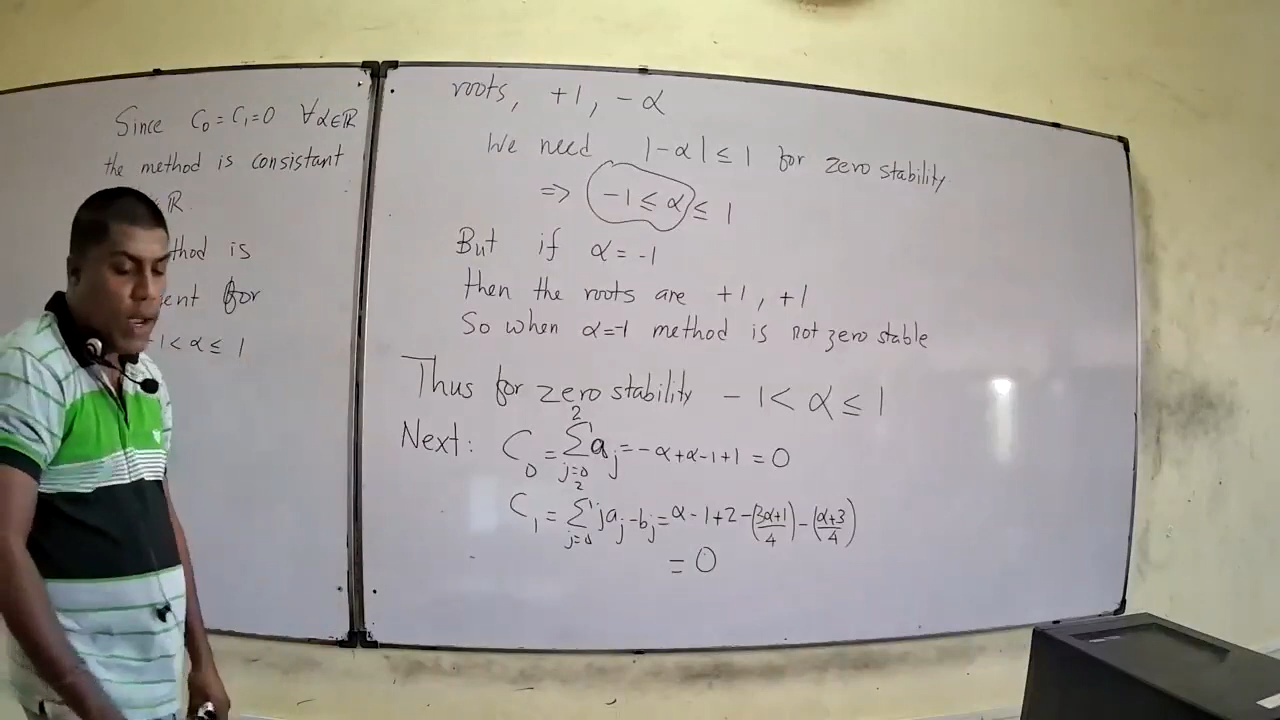 Since C₀ = C₁ = 0 ∀α∈ℝ
the method is consistant
∈ ℝ.
thod is
ent for
1 < α ≤ 1
roots, +1, -α
We need |-α| ≤ 1 for zero stability
=> -1 ≤ α ≤ 1
But if α = -1
then the roots are +1, +1
So when α=-1 method is not zero stable
Thus for zero stability -1 < α ≤ 1
Next: C₀ = Σ_{j=0}^{2} a_j = -α+α-1+1 = 0
C₁ = Σ_{j=0}^{2} ja_j - b_j = α - 1 + 2 - (3α+1)/4 - (α+3)/4
= 0